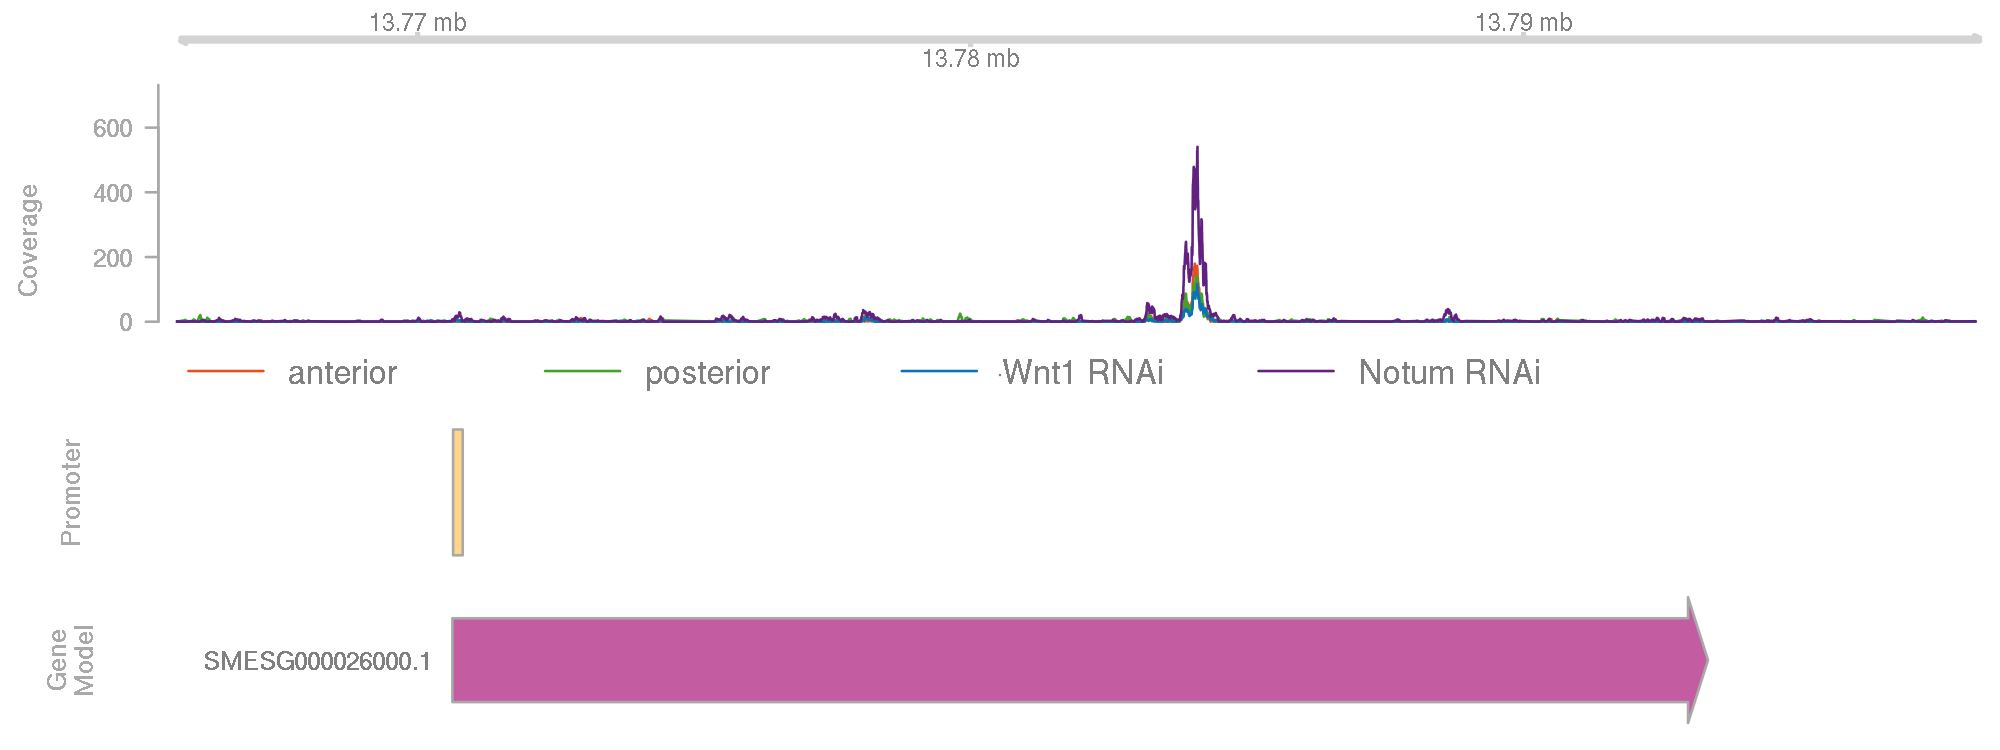 13.77 mb
13.79 mb
13.78 mb
Coverage
600
400
200
0
anterior posterior Wnt1 RNAi Notum RNAi
Promoter
Gene
Model
SMESG000026000.1